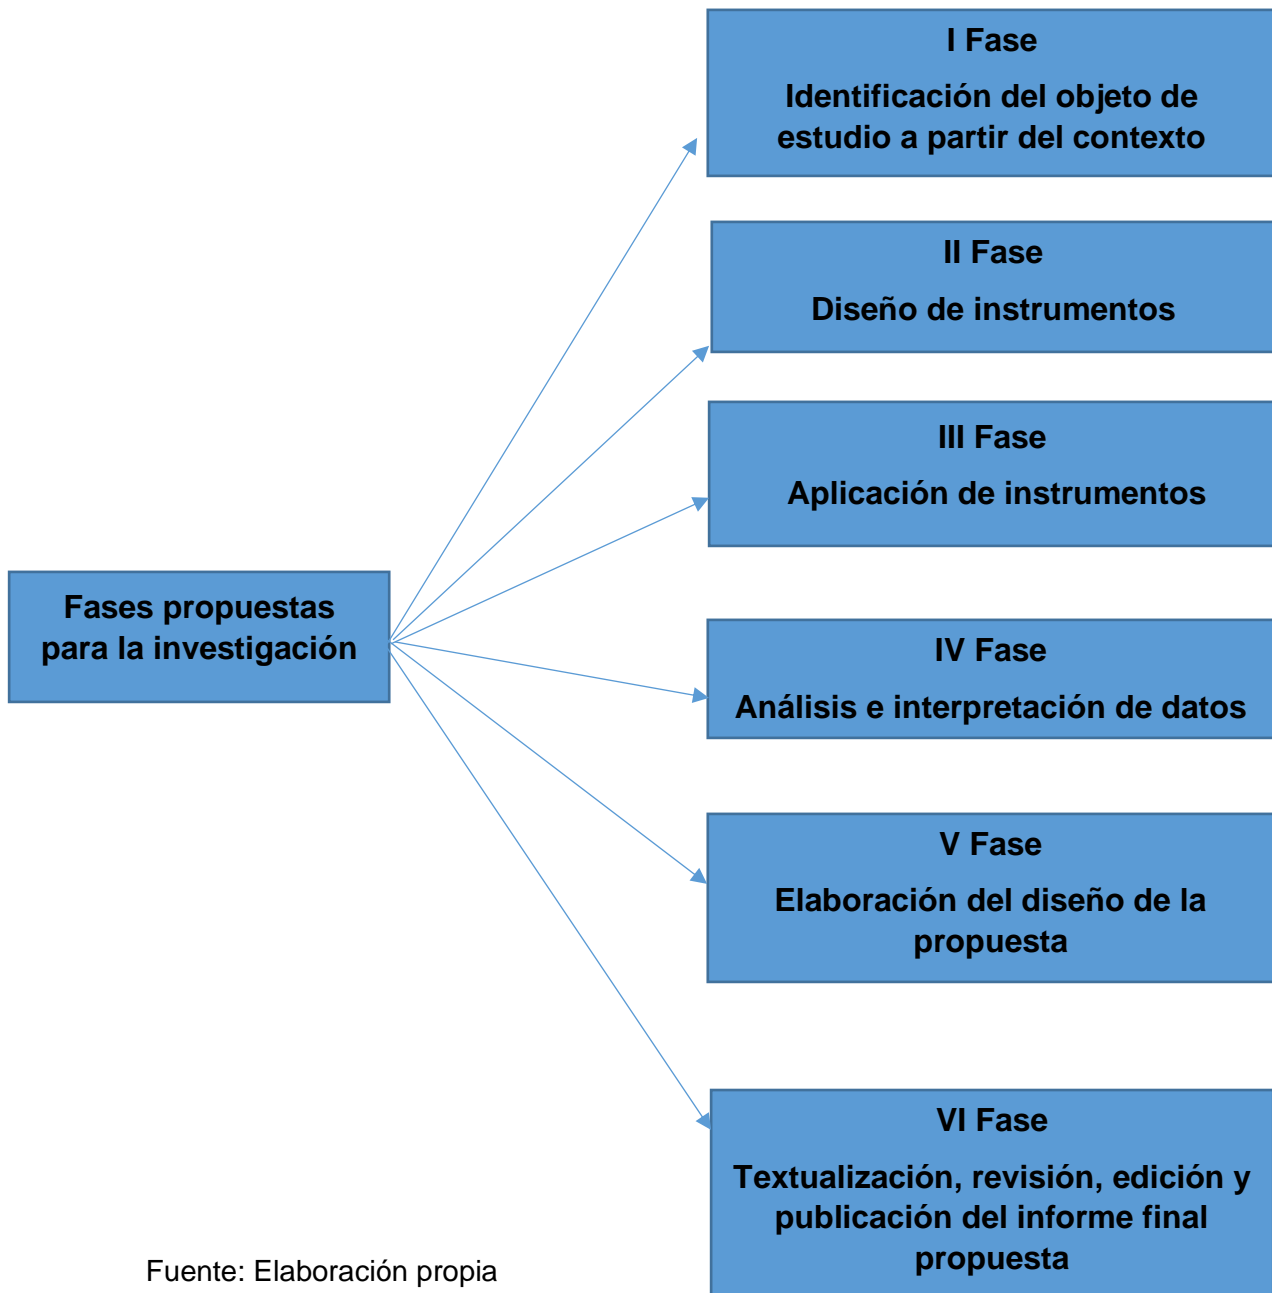 I Fase
Identificación del objeto de
estudio a partir del contexto
II Fase
Diseño de instrumentos
III Fase
Aplicación de instrumentos
Fases propuestas
para la investigación
IV Fase
Análisis e interpretación de datos
V Fase
Elaboración del diseño de la
propuesta
VI Fase
Textualización, revisión, edición y
publicación del informe final
propuesta
Fuente: Elaboración propia